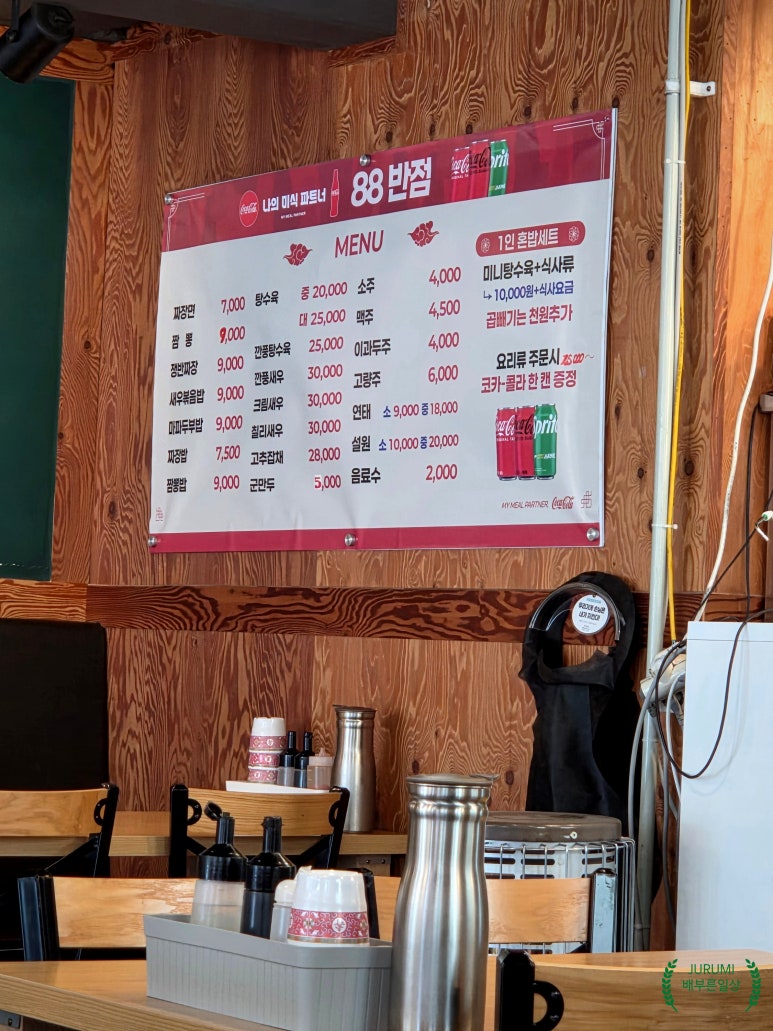 Coca-Cola 나의 미식 파트너 88 반점
MY MEAL PARTNER
MENU
짜장면 7,000
짬뽕 9,000
쟁반짜장 9,000
새우볶음밥 9,000
마파두부밥 9,000
짜장밥 7,500
짬뽕밥 9,000
탕수육 중 20,000
대 25,000
깐풍탕수육 25,000
깐풍새우 30,000
크림새우 30,000
칠리새우 30,000
고추잡채 28,000
군만두 5,000
소주 4,000
맥주 4,500
이과두주 4,000
고량주 6,000
연태 소 9,000 중 18,000
설원 소 10,000 중 20,000
음료수 2,000
1인 혼밥세트
미니탕수육+식사류
↳ 10,000원+식사요금
곱빼기는 천원추가
요리류 주문시
코카-콜라 한 캔 증정
MY MEAL PARTNER, Coca-Cola
JURUMI
배부른일상